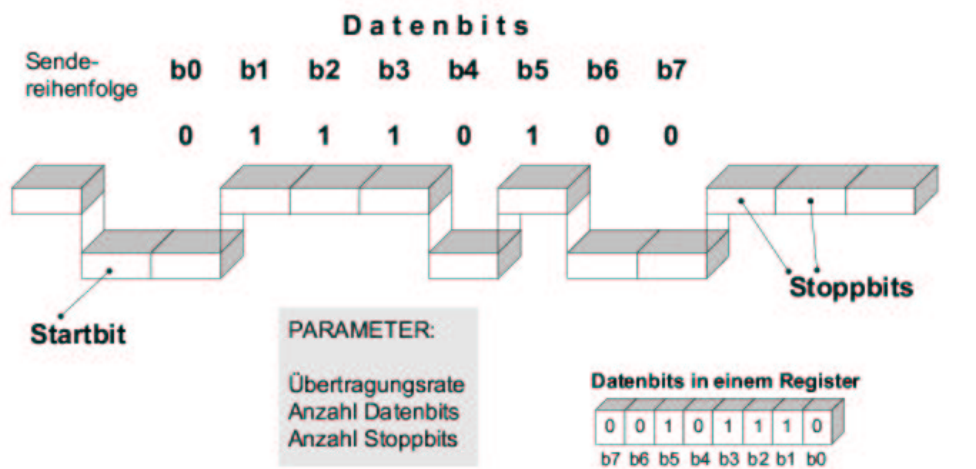 Datenbits
Sende-
reihenfolge
b0 b1 b2 b3 b4 b5 b6 b7
0 1 1 1 0 1 0 0
Startbit
Stoppbits
PARAMETER:
Übertragungsrate
Anzahl Datenbits
Anzahl Stoppbits
Datenbits in einem Register
0 0 1 0 1 1 1 0
b7 b6 b5 b4 b3 b2 b1 b0